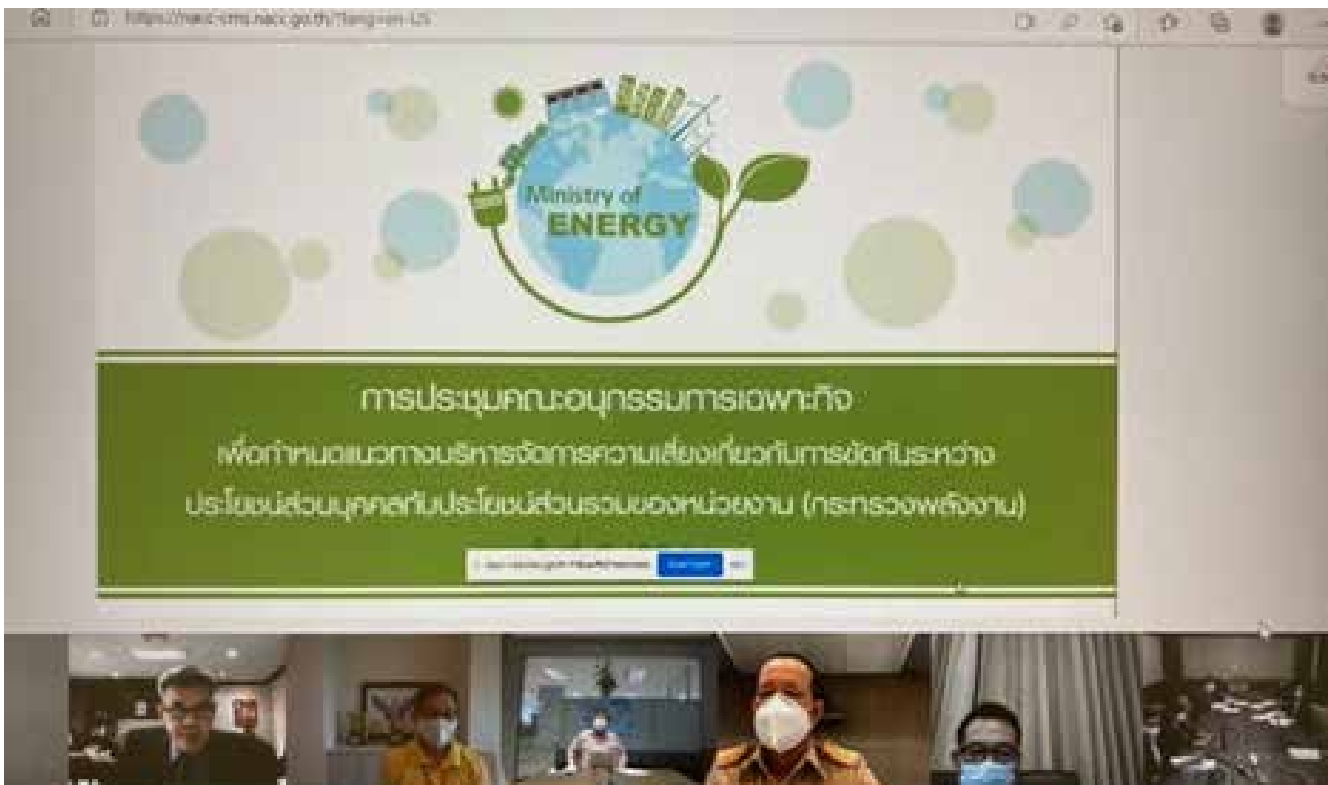 Ministry of
ENERGY
การประชุมคณะอนุกรรมการเฉพาะกิจ
เพื่อกำหนดแนวทางบริหารจัดการความเสี่ยงเกี่ยวกับการขัดกันระหว่าง
ประโยชน์ส่วนบุคคลกับประโยชน์ส่วนรวมของหน่วยงาน (กระทรวงพลังงาน)